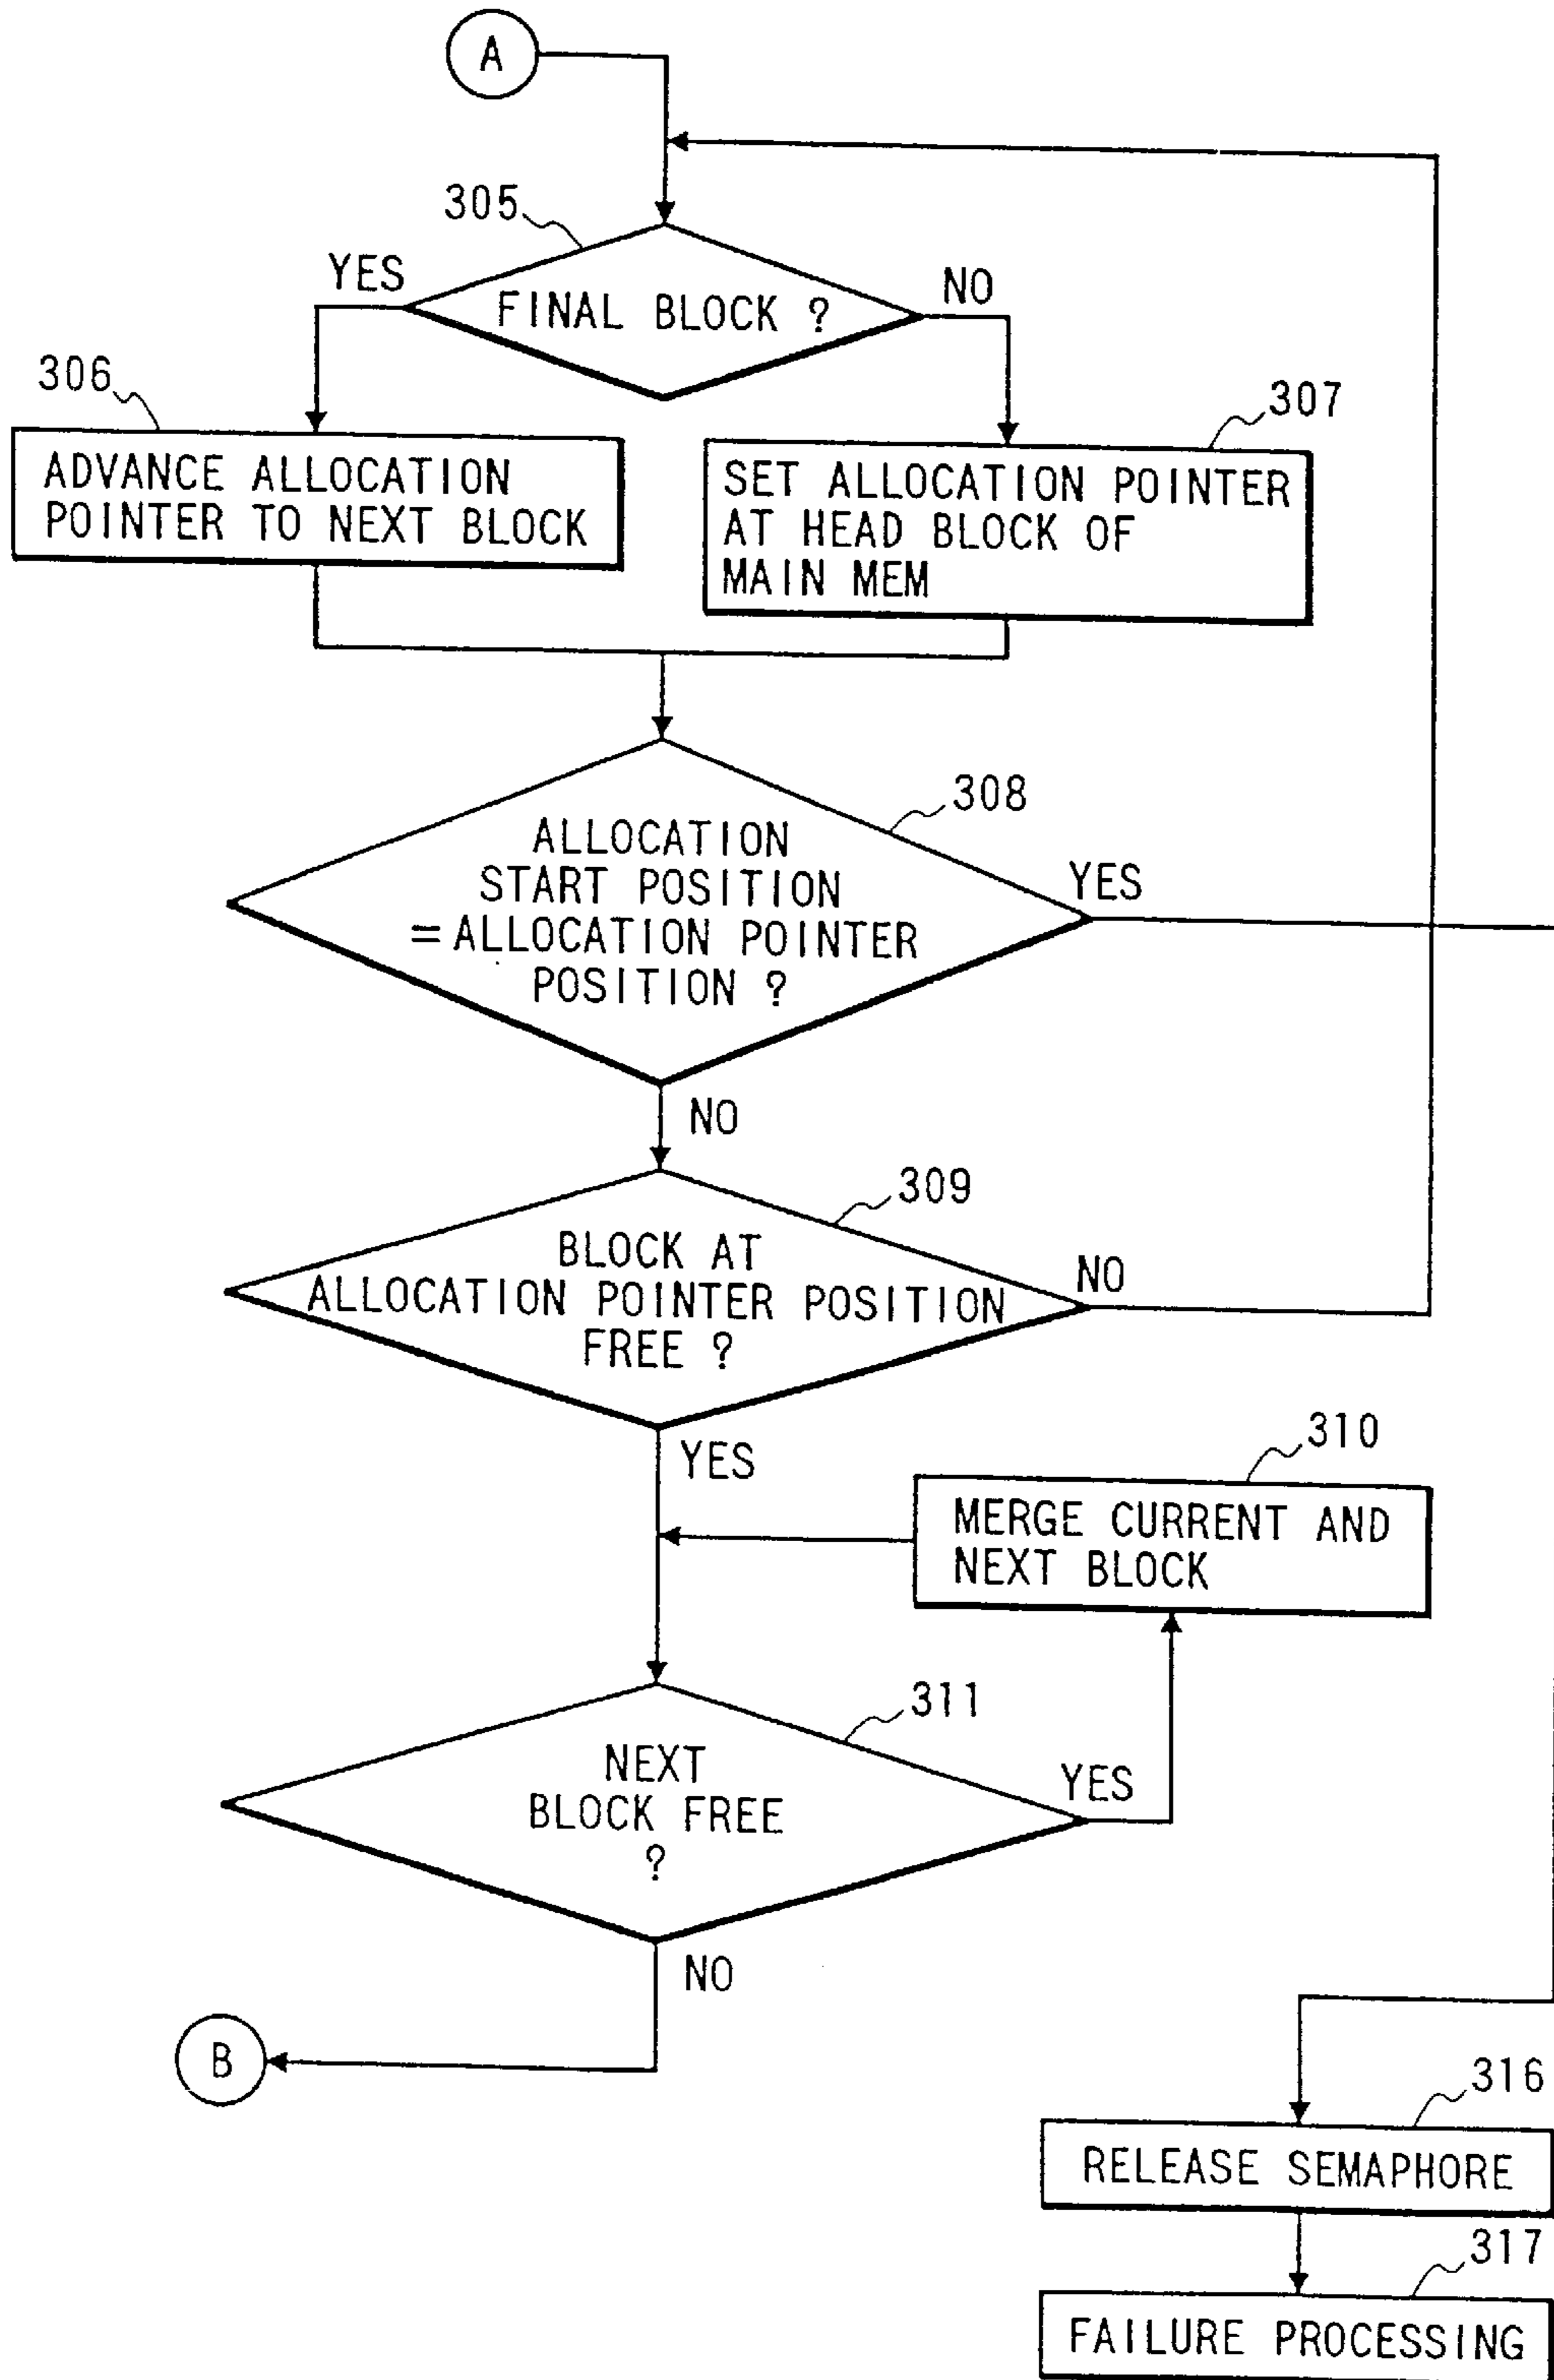 A
305
YES
FINAL BLOCK ?
NO
306
307
ADVANCE ALLOCATION
POINTER TO NEXT BLOCK
SET ALLOCATION POINTER
AT HEAD BLOCK OF
MAIN MEM
308
ALLOCATION
START POSITION
= ALLOCATION POINTER
POSITION ?
YES
NO
309
BLOCK AT
ALLOCATION POINTER POSITION
FREE ?
NO
YES
310
MERGE CURRENT AND
NEXT BLOCK
311
NEXT
BLOCK FREE
?
YES
NO
B
316
RELEASE SEMAPHORE
317
FAILURE PROCESSING